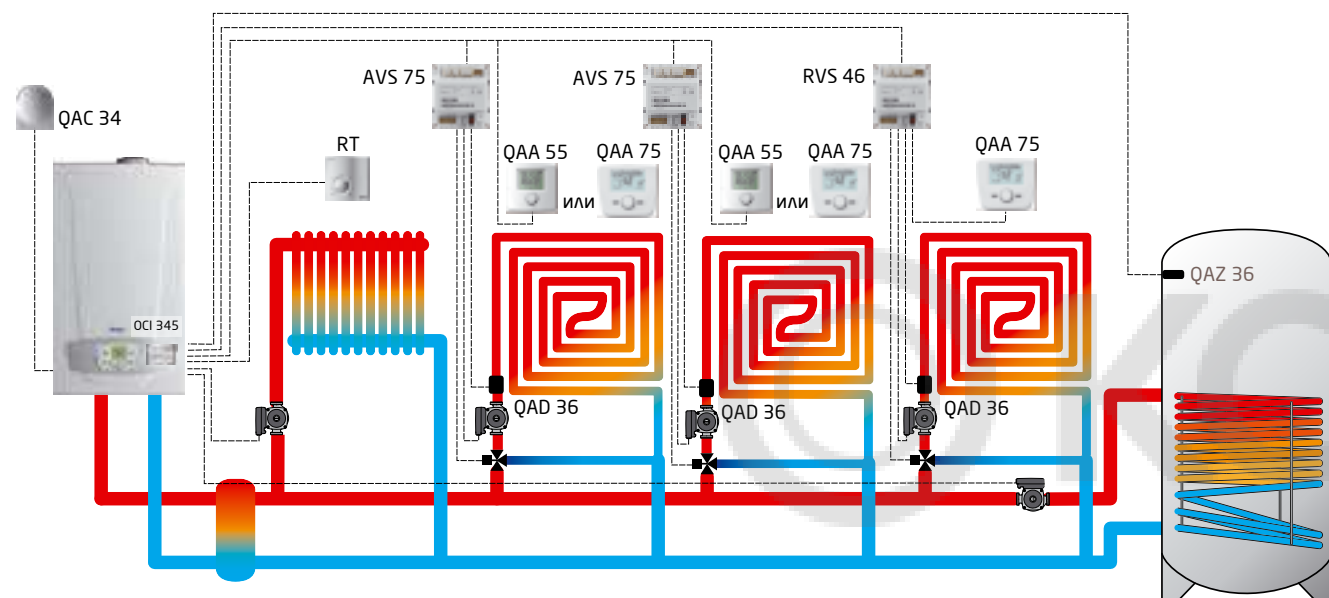 AVS 75
AVS 75
RVS 46
QAC 34
RT
QAA 55
QAA 75
QAA 55
QAA 75
QAA 75
или
или
QAZ 36
OCI 345
QAD 36
QAD 36
QAD 36